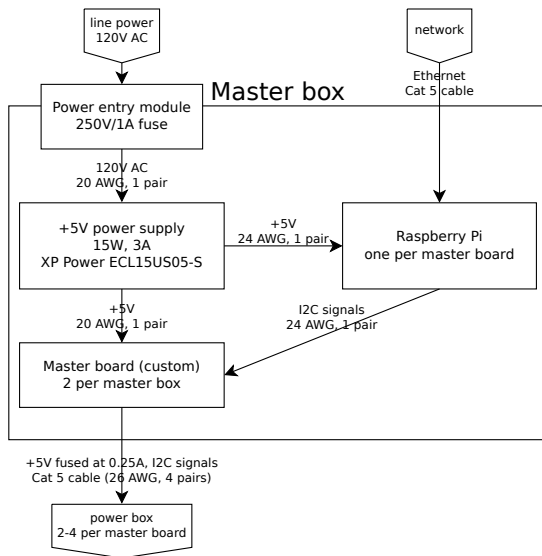 line power
120V AC
network
Ethernet
Cat 5 cable
Master box
Power entry module
250V/1A fuse
120V AC
20 AWG, 1 pair
+5V power supply
15W, 3A
XP Power ECL15US05-S
+5V
24 AWG, 1 pair
Raspberry Pi
one per master board
+5V
20 AWG, 1 pair
I2C signals
24 AWG, 1 pair
Master board (custom)
2 per master box
+5V fused at 0.25A, I2C signals
Cat 5 cable (26 AWG, 4 pairs)
power box
2-4 per master board